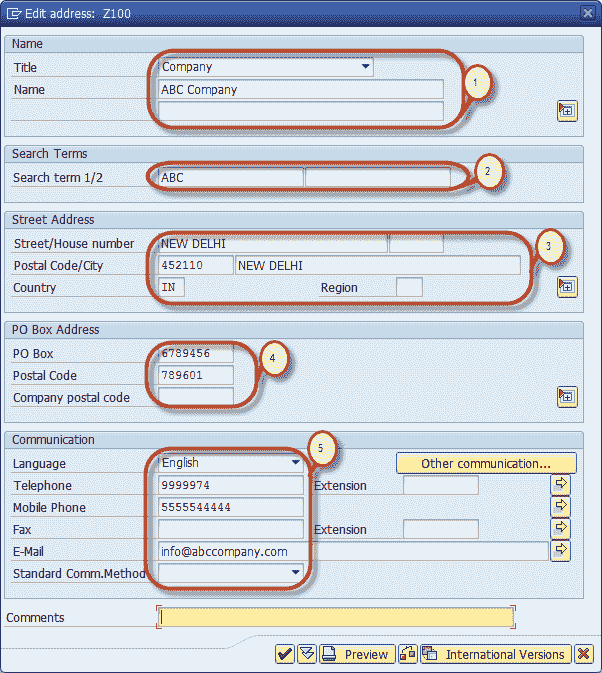 Edit address: Z100
Name
Title Company
1
Name ABC Company
Search Terms
Search term 1/2 ABC
2
Street Address
Street/House number NEW DELHI
3
Postal Code/City 452110 NEW DELHI
Country IN Region
PO Box Address
PO Box 6789456
4
Postal Code 789601
Company postal code
Communication
5
Language English Other communication...
Telephone 9999974 Extension
Mobile Phone 5555544444
Fax Extension
E-Mail info@abccompany.com
Standard Comm.Method
Comments
Preview International Versions